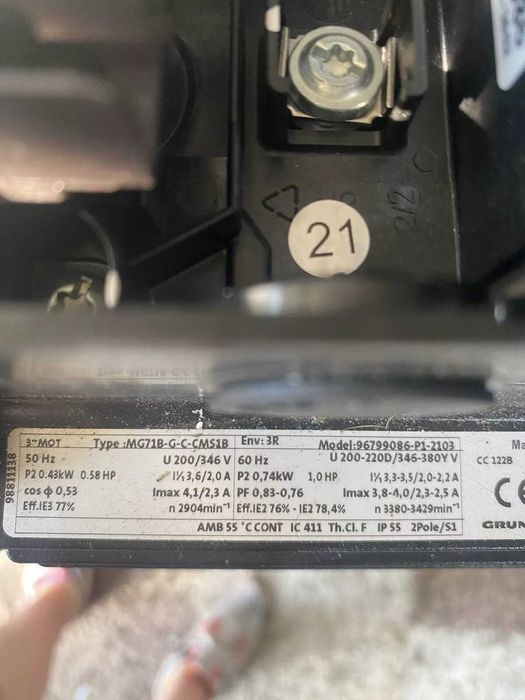 21
3~MOT Type :MG71B-G-C-CMS1B Env: 3R Model:96799086-P1-2103 Ma
50 Hz U 200/346 V 60 Hz U 200-220D/346-380Y V CC 122B
P2 0.43kW 0.58 HP I1⁄1 3,6/2,0 A P2 0,74kW 1,0 HP I1⁄1 3,3-3,5/2,0-2,2 A
cos ϕ 0,53 Imax 4,1/2,3 A PF 0,83-0,76 Imax 3,8-4,0/2,3-2,5 A CE
Eff.IE3 77% n 2904min⁻¹ Eff.IE2 76% - IE2 78,4% n 3380-3429min⁻¹
AMB 55 °C CONT IC 411 Th.Cl. F IP 55 2Pole/S1 GRUN